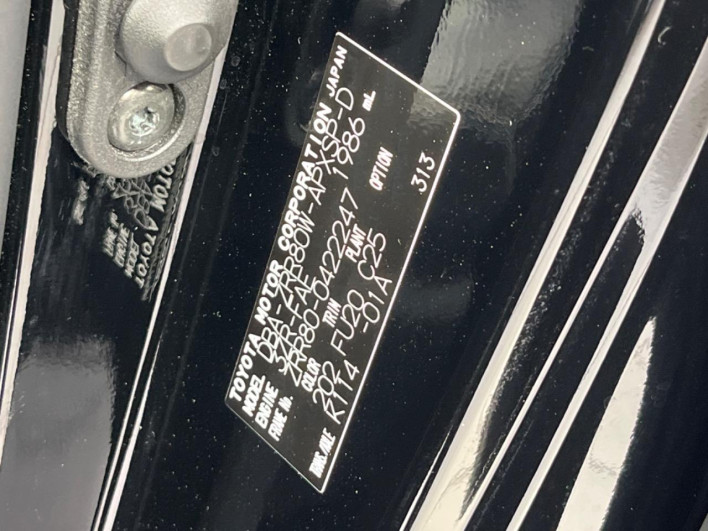 TOYOTA MOTOR CORPORATION JAPAN
MODEL DBA-ZRR80W-APXSP-D
ENGINE 3ZR-FAE 1986 mL
FRAME No. ZRR80-0422247
COLOR TRIM PLANT OPTION
202 FU20 C25 313
TRANS./AXLE K114 -01A